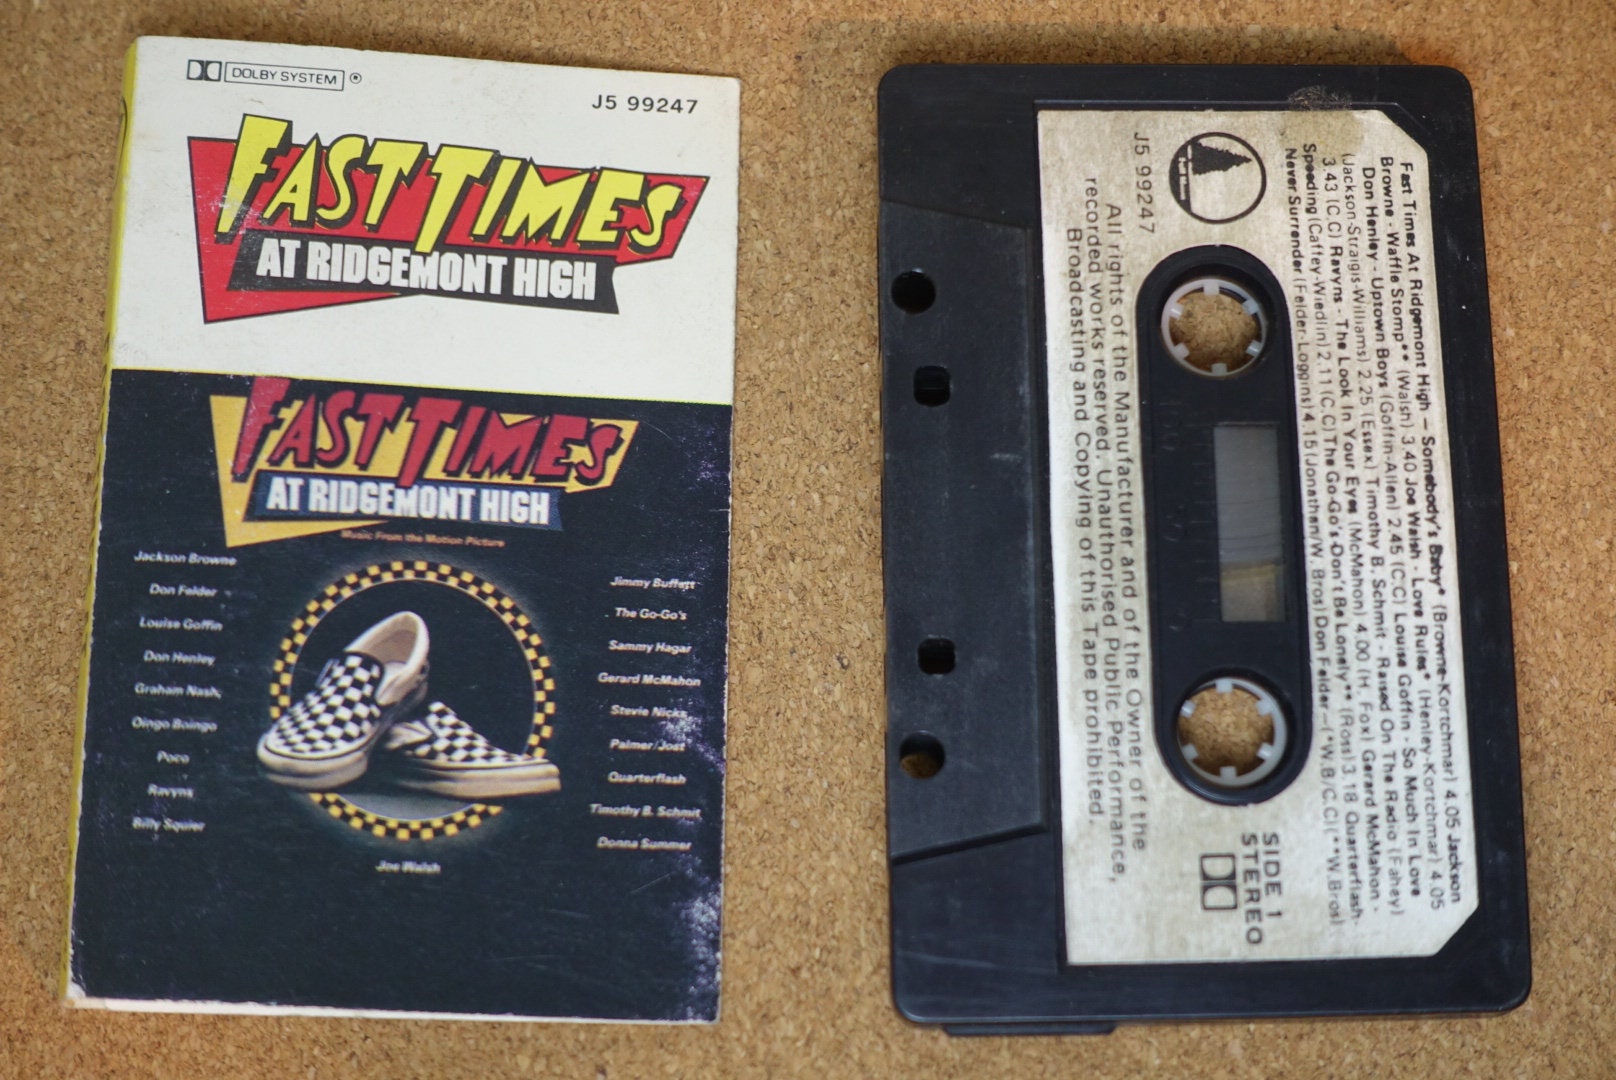 DOLBY SYSTEM ®
J5 99247
FAST TIMES
AT RIDGEMONT HIGH
FAST TIMES
AT RIDGEMONT HIGH
Music From the Motion Picture
Jackson Browne
Don Felder
Louise Goffin
Don Henley
Graham Nash
Oingo Boingo
Poco
Ravyns
Billy Squier
Jimmy Buffett
The Go-Go's
Sammy Hagar
Gerard McMahon
Stevie Nicks
Palmer/Jost
Quarterflash
Timothy B. Schmit
Donna Summer
Joe Walsh
Fast Times At Ridgemont High — Somebody's Baby* (Browne-Kortchmar) 4.05 Jackson
Browne - Waffle Stomp** (Walsh) 3.40 Joe Walsh - Love Rules* (Henley-Kortchmar) 4.05
Don Henley - Uptown Boys (Goffin-Allen) 2.45 (C.C) Louise Goffin - So Much In Love
(Jackson-Straigis-Williams) 2.25 (Essex) Timothy B. Schmit - Raised On The Radio (Fahey)
3.43 (C.C) Ravyns - The Look In Your Eyes (McMahon) 4.00 (H. Fox) Gerard McMahon -
Speeding (Caffey-Wiedlin) 2.11 (C.C) The Go-Go's - Don't Be Lonely** (Ross) 3.18 Quarterflash-
Never Surrender (Felder-Loggins) 4.15 (Jonathan/W. Bros) Don Felder — (*W.B/C.C) (**W.Bros)
J5 99247
SIDE 1
STEREO
All rights of the Manufacturer and of the Owner of the
recorded works reserved. Unauthorised Public Performance,
Broadcasting and Copying of this Tape prohibited.